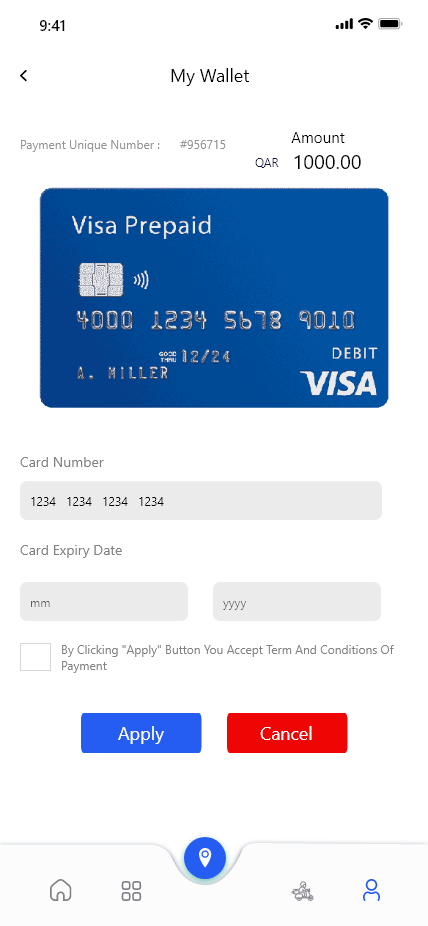 9:41
My Wallet
Payment Unique Number : #956715
Amount
QAR 1000.00
Visa Prepaid
4000 1234 5678 9010
DEBIT
GOOD THRU 12/24
A. MILLER
VISA
Card Number
1234 1234 1234 1234
Card Expiry Date
mm yyyy
By Clicking "Apply" Button You Accept Term And Conditions Of
Payment
Apply Cancel